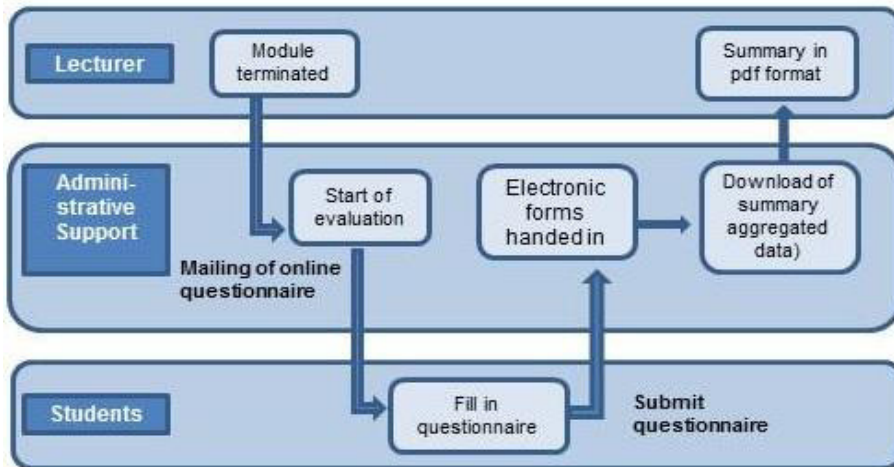 Lecturer
Module
terminated
Summary in
pdf format
Admini-
strative
Support
Start of
evaluation
Electronic
forms
handed in
Download of
summary
aggregated
data)
Mailing of online
questionnaire
Students
Fill in
questionnaire
Submit
questionnaire